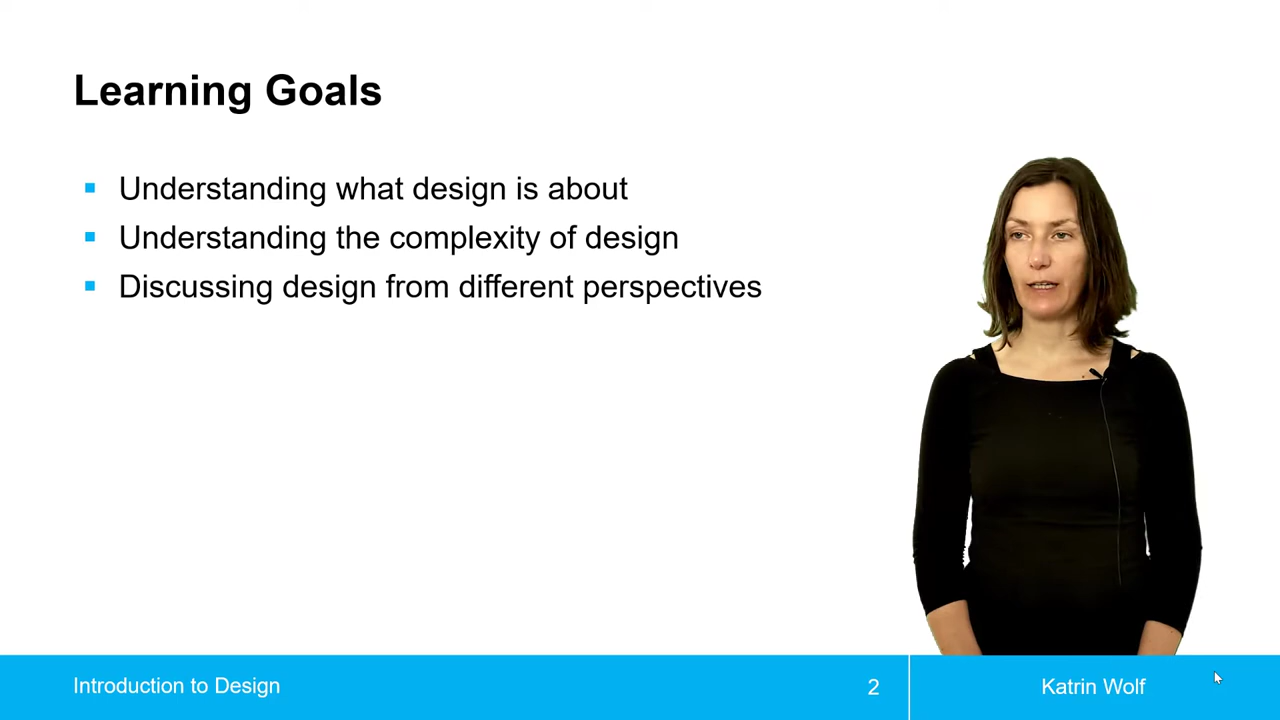 Learning Goals
Understanding what design is about
Understanding the complexity of design
Discussing design from different perspectives
Introduction to Design
2
Katrin Wolf